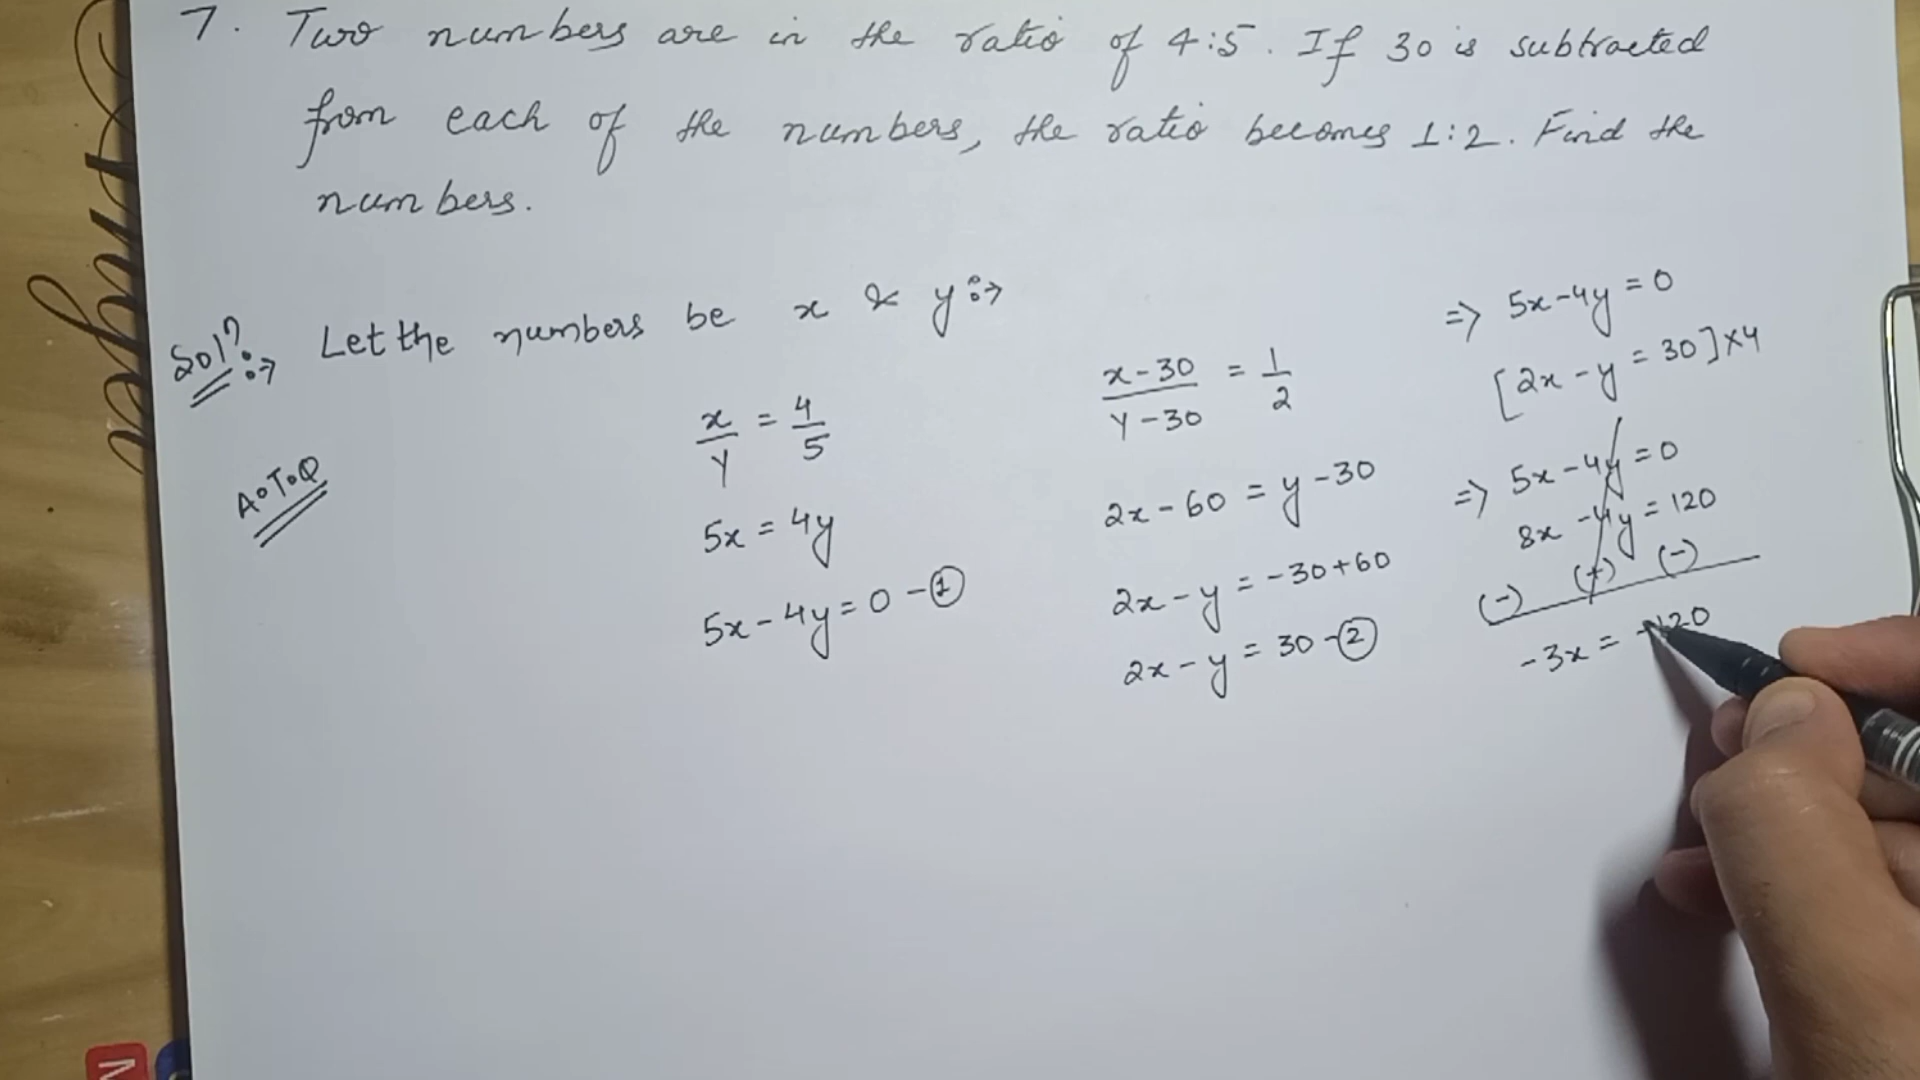 7. Two numbers are in the ratio of 4:5. If 30 is subtracted
from each of the numbers, the ratio becomes 1:2. Find the
numbers.
Soln:→ Let the numbers be x & y:→
A.T.Q
x/y = 4/5
5x = 4y
5x - 4y = 0 - ①
x-30/y-30 = 1/2
2x - 60 = y - 30
2x - y = -30+60
2x - y = 30 - ②
=> 5x - 4y = 0
[2x - y = 30] x4
=> 5x - 4y = 0
8x - 4y = 120
(-) (+) (-)
-3x = -120